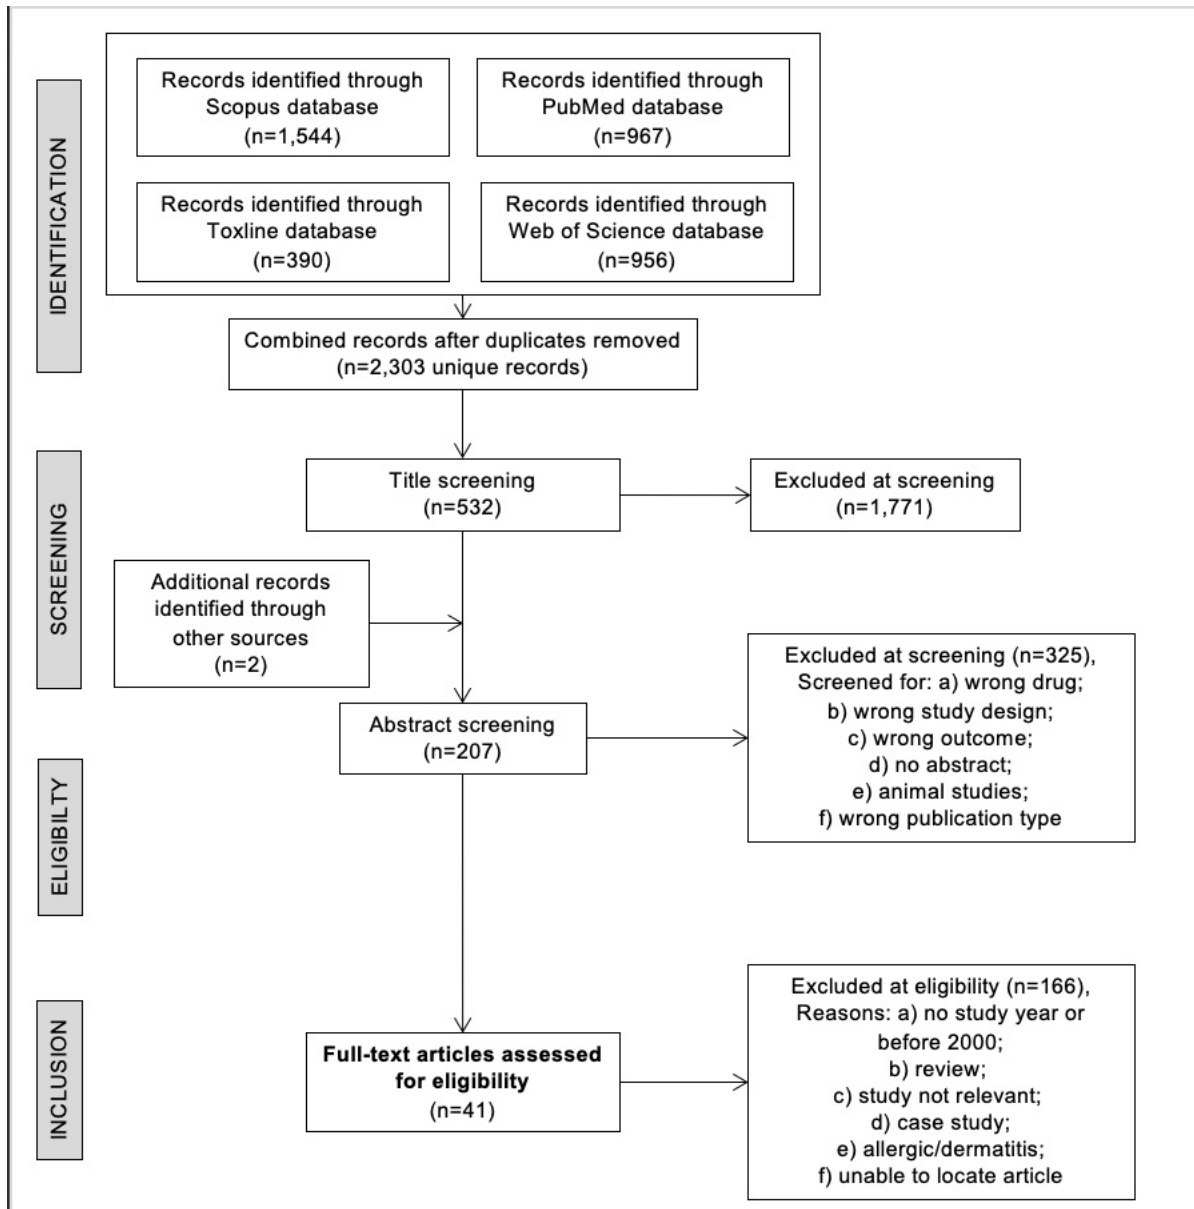 IDENTIFICATION
Records identified through
Scopus database
(n=1,544)
Records identified through
PubMed database
(n=967)
Records identified through
Toxline database
(n=390)
Records identified through
Web of Science database
(n=956)
Combined records after duplicates removed
(n=2,303 unique records)
SCREENING
Title screening
(n=532)
Excluded at screening
(n=1,771)
Additional records
identified through
other sources
(n=2)
Abstract screening
(n=207)
Excluded at screening (n=325),
Screened for: a) wrong drug;
b) wrong study design;
c) wrong outcome;
d) no abstract;
e) animal studies;
f) wrong publication type
ELIGIBILTY
INCLUSION
Full-text articles assessed
for eligibility
(n=41)
Excluded at eligibility (n=166),
Reasons: a) no study year or
before 2000;
b) review;
c) study not relevant;
d) case study;
e) allergic/dermatitis;
f) unable to locate article